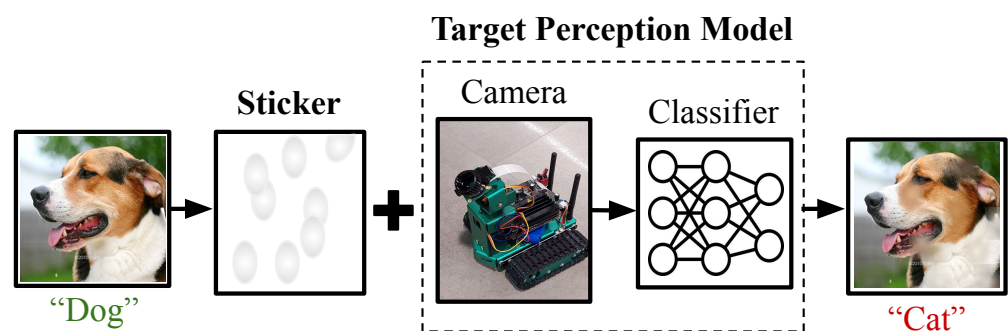 Target Perception Model
Sticker
Camera
Classifier
“Dog”
“Cat”